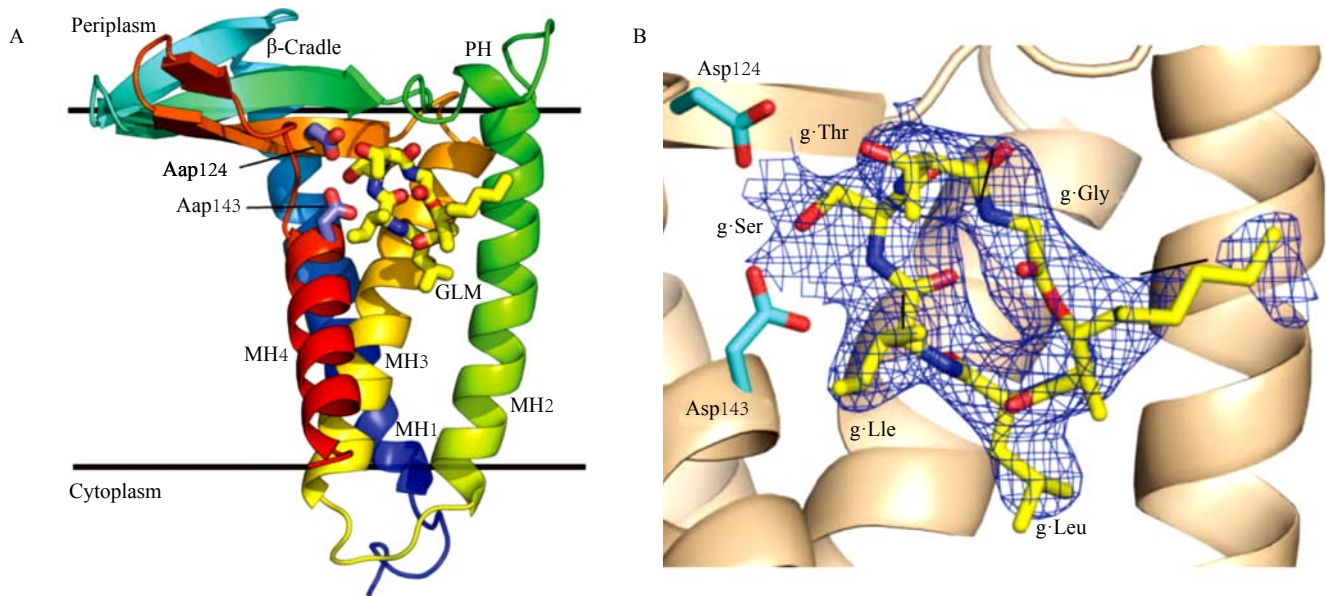 A
Periplasm
β-Cradle
PH
Aap124
Aap143
GLM
MH4
MH3
MH2
MH1
Cytoplasm
B
Asp124
g·Thr
g·Gly
g·Ser
Asp143
g·Lle
g·Leu